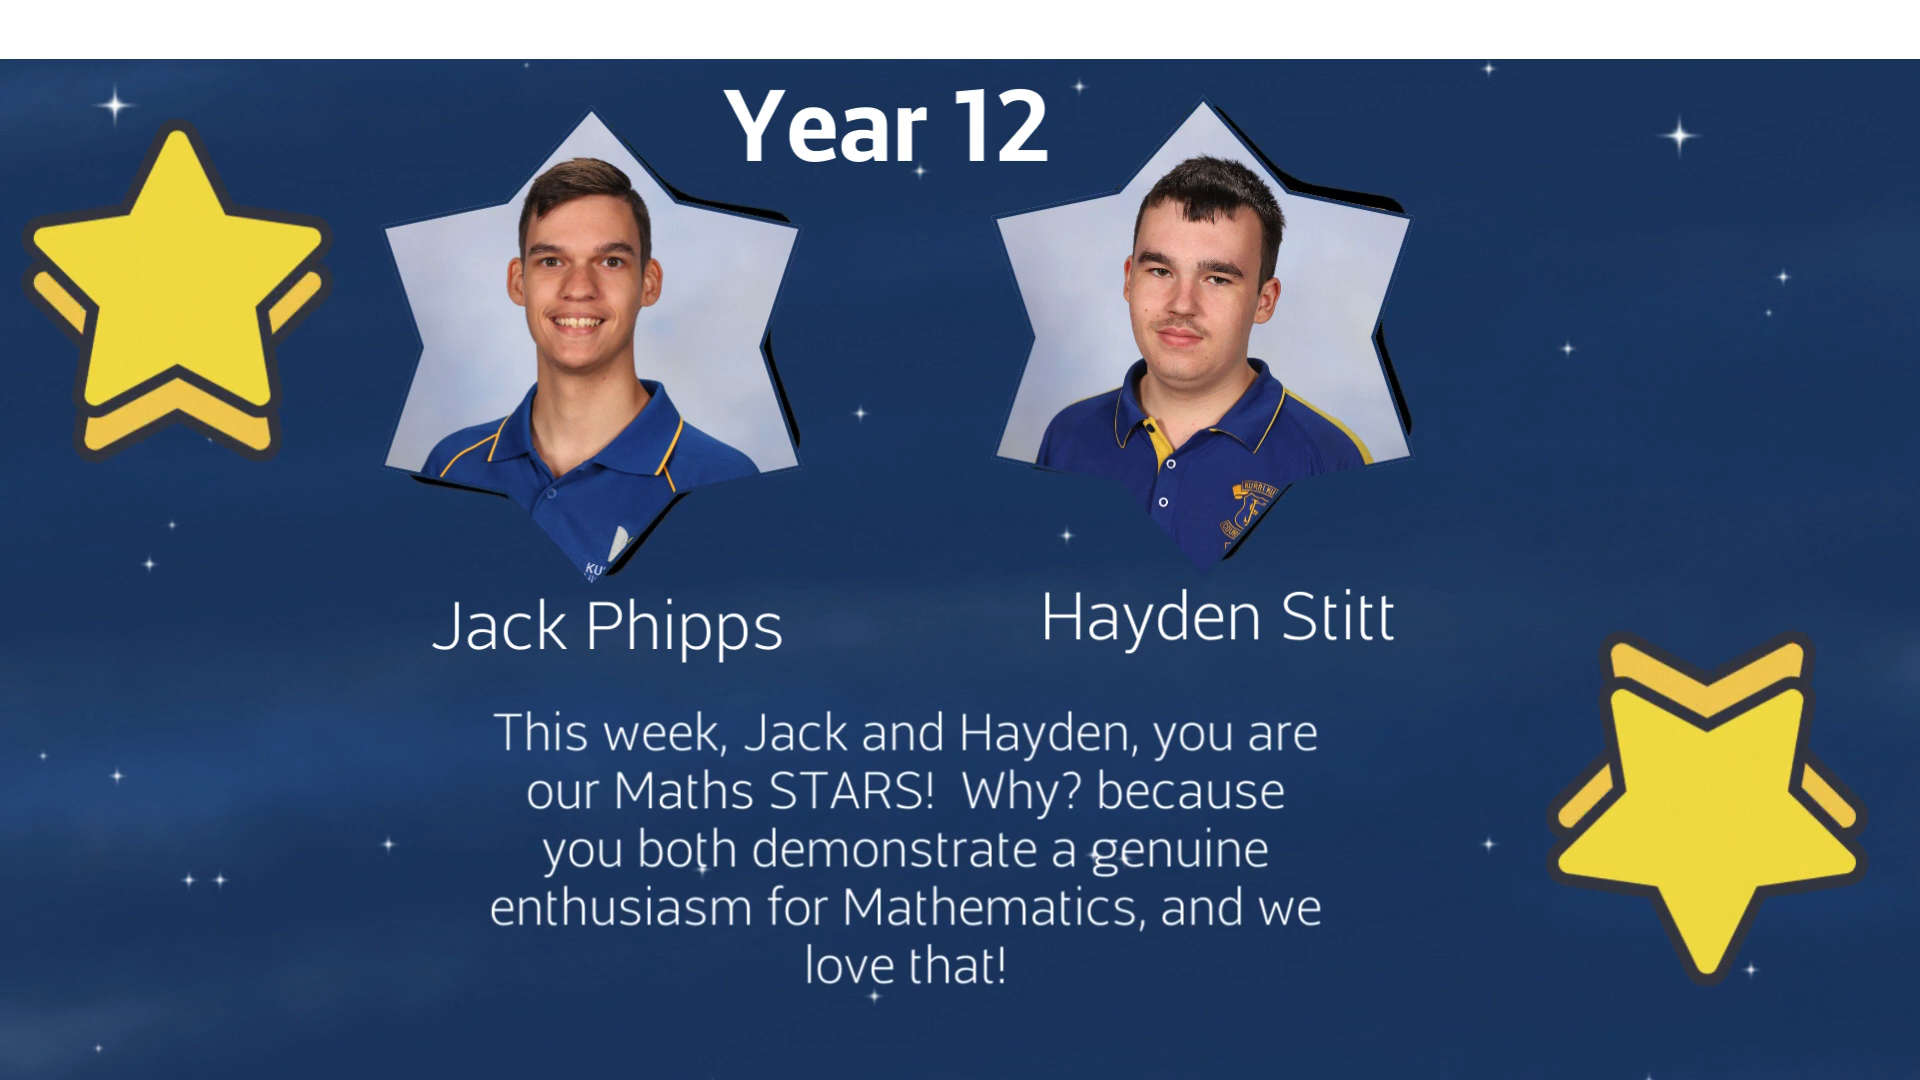 Year 12
Jack Phipps
Hayden Stitt
This week, Jack and Hayden, you are
our Maths STARS!  Why? because
you both demonstrate a genuine
enthusiasm for Mathematics, and we
love that!